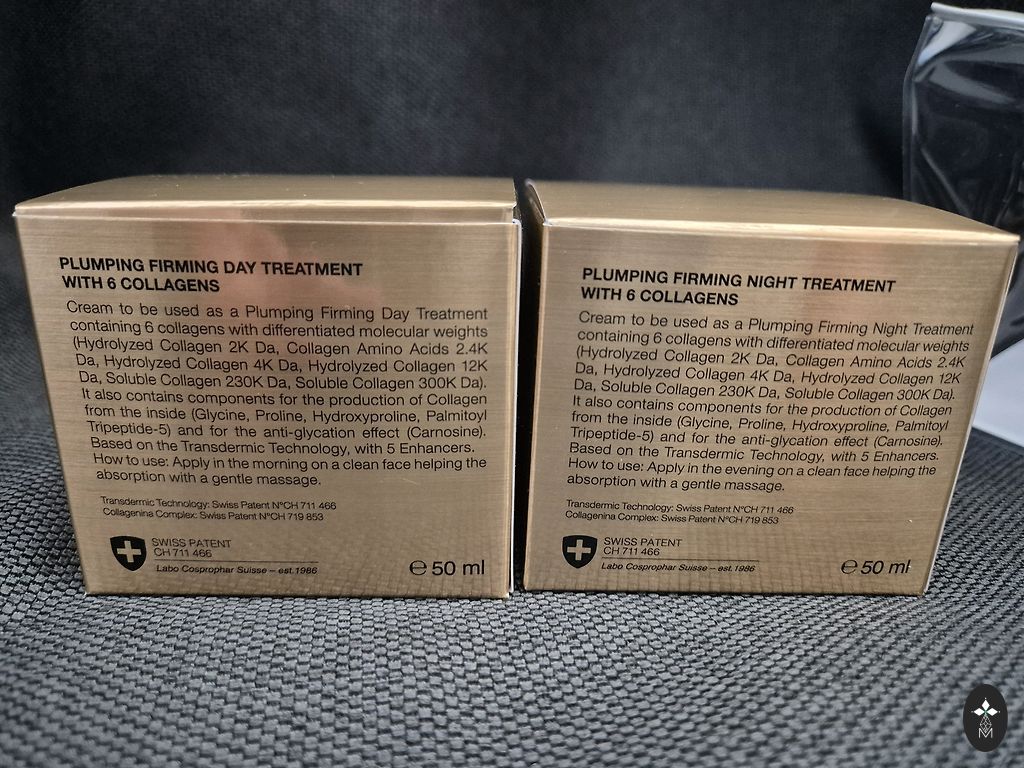 PLUMPING FIRMING DAY TREATMENT
WITH 6 COLLAGENS
Cream to be used as a Plumping Firming Day Treatment
containing 6 collagens with differentiated molecular weights
(Hydrolyzed Collagen 2K Da, Collagen Amino Acids 2.4K
Da, Hydrolyzed Collagen 4K Da, Hydrolyzed Collagen 12K
Da, Soluble Collagen 230K Da, Soluble Collagen 300K Da).
It also contains components for the production of Collagen
from the inside (Glycine, Proline, Hydroxyproline, Palmitoyl
Tripeptide-5) and for the anti-glycation effect (Carnosine).
Based on the Transdermic Technology, with 5 Enhancers.
How to use: Apply in the morning on a clean face helping the
absorption with a gentle massage.
Transdermic Technology: Swiss Patent N°CH 711 466
Collagenina Complex: Swiss Patent N°CH 719 853
SWISS PATENT
CH 711 466
Labo Cosprophar Suisse – est.1986
℮ 50 ml
PLUMPING FIRMING NIGHT TREATMENT
WITH 6 COLLAGENS
Cream to be used as a Plumping Firming Night Treatment
containing 6 collagens with differentiated molecular weights
(Hydrolyzed Collagen 2K Da, Collagen Amino Acids 2.4K
Da, Hydrolyzed Collagen 4K Da, Hydrolyzed Collagen 12K
Da, Soluble Collagen 230K Da, Soluble Collagen 300K Da).
It also contains components for the production of Collagen
from the inside (Glycine, Proline, Hydroxyproline, Palmitoyl
Tripeptide-5) and for the anti-glycation effect (Carnosine).
Based on the Transdermic Technology, with 5 Enhancers.
How to use: Apply in the evening on a clean face helping the
absorption with a gentle massage.
Transdermic Technology: Swiss Patent N°CH 711 466
Collagenina Complex: Swiss Patent N°CH 719 853
SWISS PATENT
CH 711 466
Labo Cosprophar Suisse – est.1986
℮ 50 ml
M